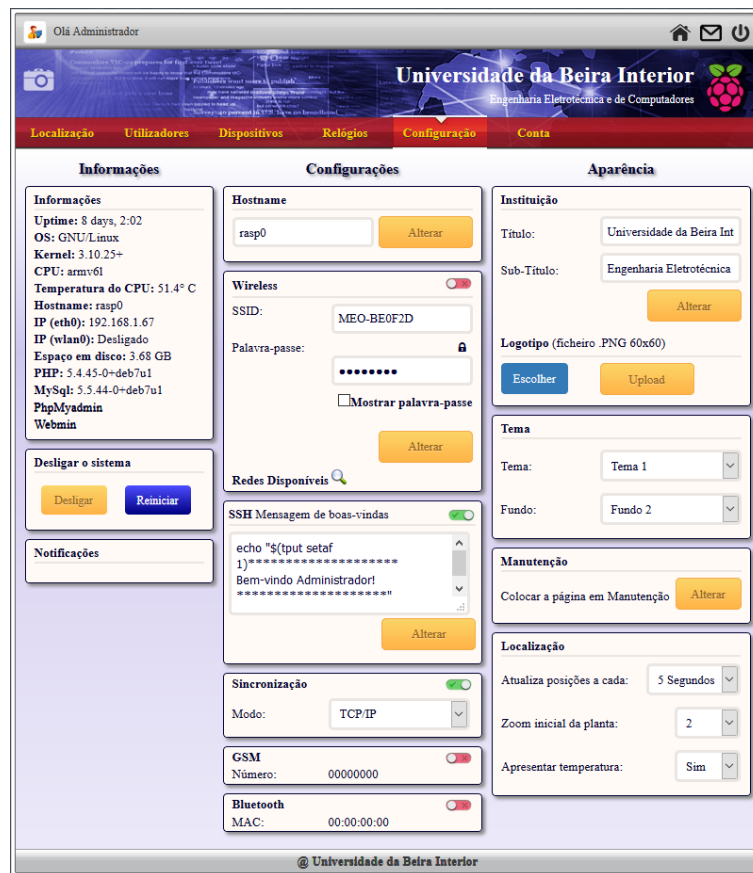 Olá Administrador
Universidade da Beira Interior
Engenharia Eletrotécnica e de Computadores
Localização Utilizadores Dispositivos Relógios Configuração Conta
Informações
Informações
Uptime: 8 days, 2:02
OS: GNU/Linux
Kernel: 3.10.25+
CPU: armv6l
Temperatura do CPU: 51.4° C
Hostname: rasp0
IP (eth0): 192.168.1.67
IP (wlan0): Desligado
Espaço em disco: 3.68 GB
PHP: 5.4.45-0+deb7u1
MySql: 5.5.44-0+deb7u1
PhpMyadmin
Webmin
Desligar o sistema
Desligar Reiniciar
Notificações
Configurações
Hostname
rasp0 Alterar
Wireless
SSID: MEO-BE0F2D
Palavra-passe:
••••••••
Mostrar palavra-passe
Alterar
Redes Disponíveis
SSH Mensagem de boas-vindas
echo "$(tput setaf
1)*********************
Bem-vindo Administrador!
*********************"
Alterar
Sincronização
Modo: TCP/IP
GSM
Número: 00000000
Bluetooth
MAC: 00:00:00:00
Aparência
Instituição
Título: Universidade da Beira Int
Sub-Título: Engenharia Eletrotécnica
Alterar
Logotipo (ficheiro .PNG 60x60)
Escolher Upload
Tema
Tema: Tema 1
Fundo: Fundo 2
Manutenção
Colocar a página em Manutenção Alterar
Localização
Atualiza posições a cada: 5 Segundos
Zoom inicial da planta: 2
Apresentar temperatura: Sim
@ Universidade da Beira Interior